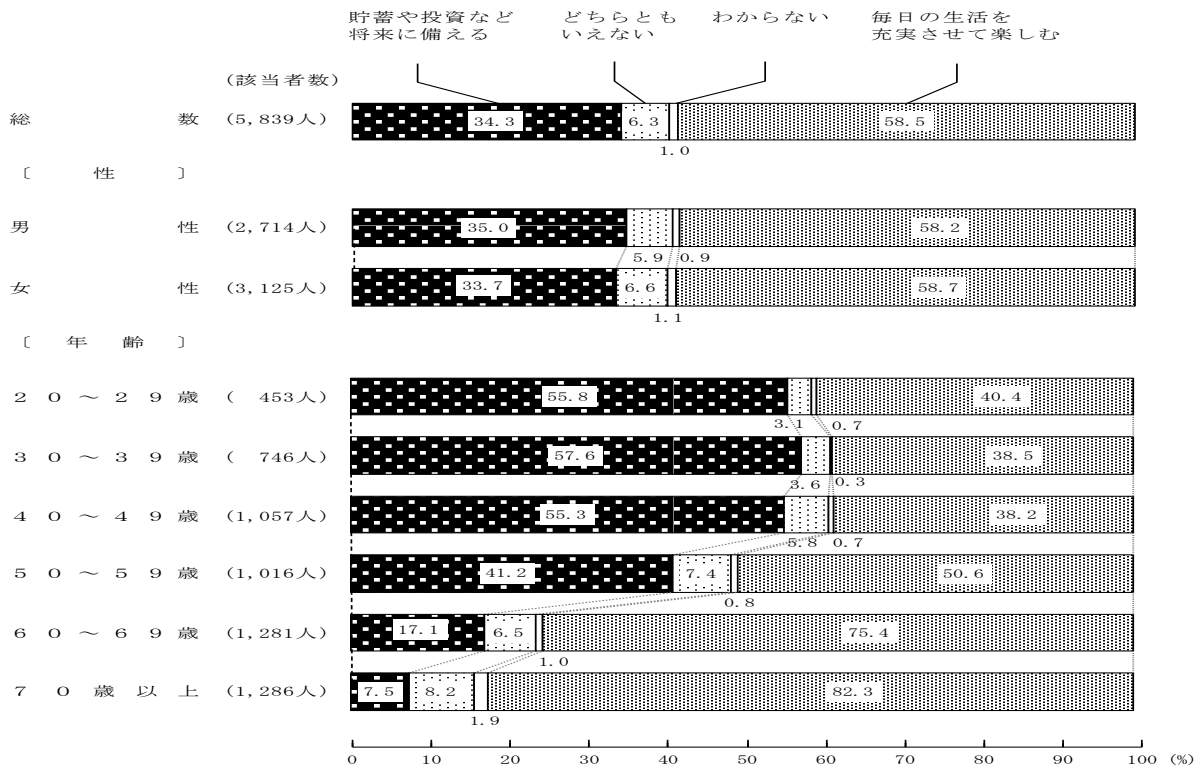 貯蓄や投資など 将来に備える
どちらとも いえない
わからない
毎日の生活を 充実させて楽しむ
(該当者数)
総数 (5,839人) 34.3 6.3 58.5
1.0
〔性〕
男性 (2,714人) 35.0 58.2
5.9 0.9
女性 (3,125人) 33.7 6.6 58.7
1.1
〔年齢〕
20～29歳 ( 453人) 55.8 40.4
3.1 0.7
30～39歳 ( 746人) 57.6 38.5
3.6 0.3
40～49歳 (1,057人) 55.3 38.2
5.8 0.7
50～59歳 (1,016人) 41.2 7.4 50.6
0.8
60～69歳 (1,281人) 17.1 6.5 75.4
1.0
70歳以上 (1,286人) 7.5 8.2 82.3
1.9
0 10 20 30 40 50 60 70 80 90 100 (%)